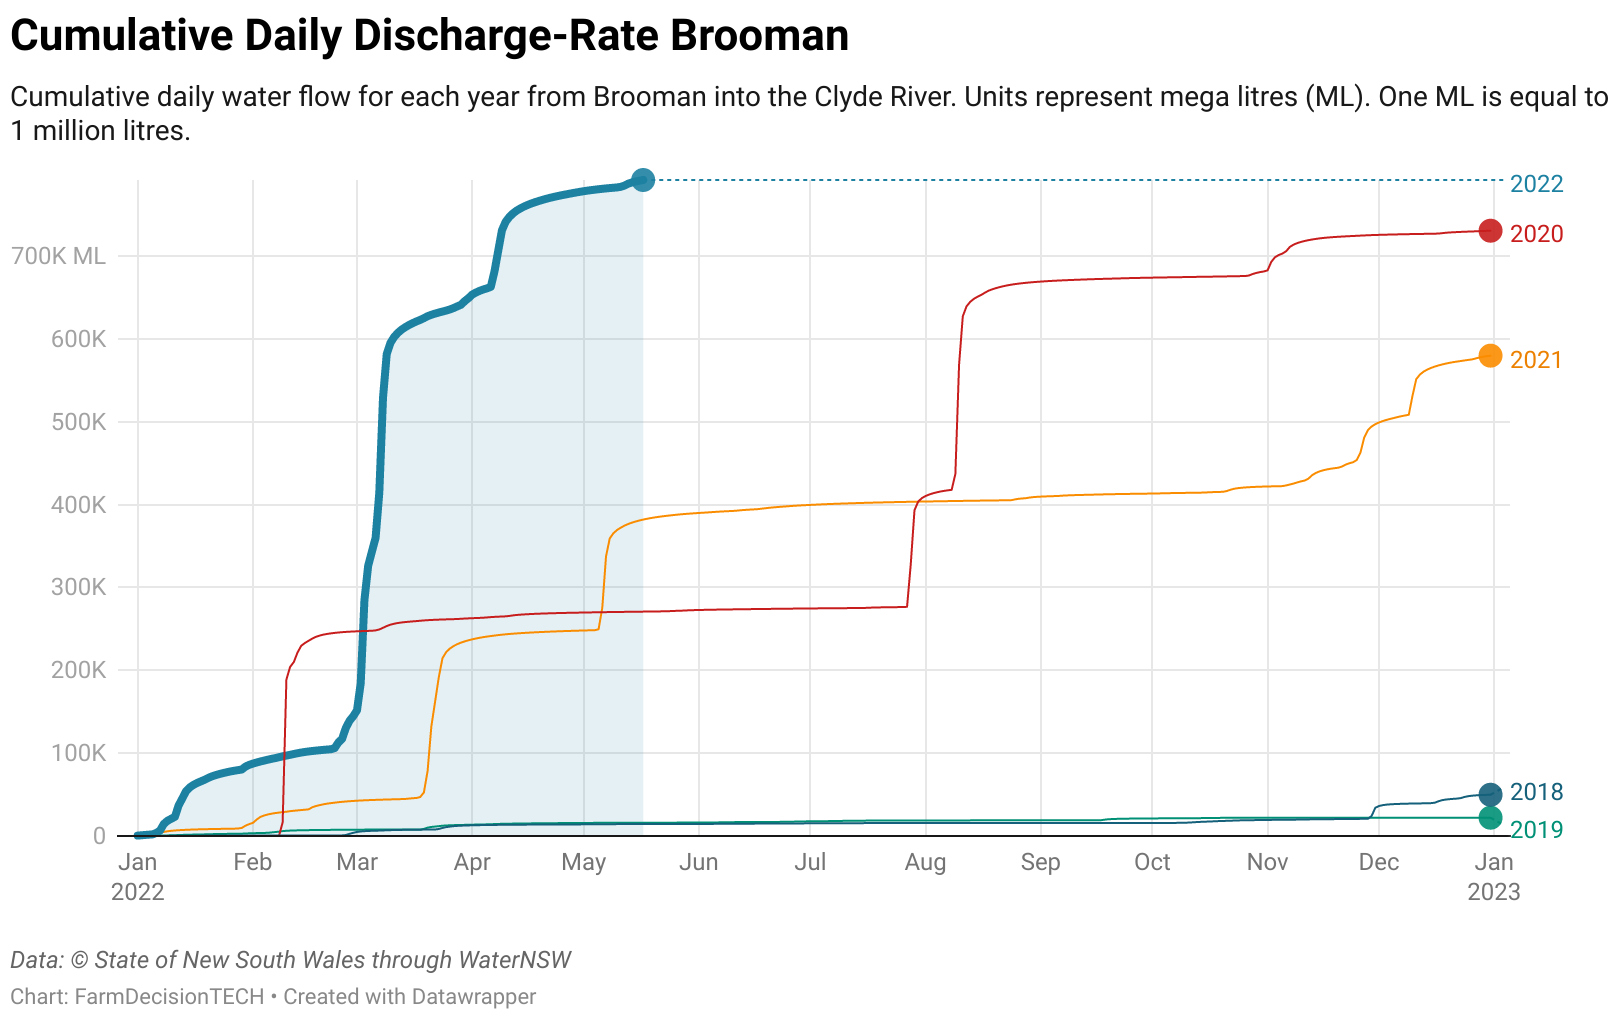 Cumulative Daily Discharge-Rate Brooman
Cumulative daily water flow for each year from Brooman into the Clyde River. Units represent mega litres (ML). One ML is equal to
1 million litres.
2022
2020
700K ML
600K
2021
500K
400K
300K
200K
100K
2018
0
2019
Jan Feb Mar Apr May Jun Jul Aug Sep Oct Nov Dec Jan
2022 2023
Data: © State of New South Wales through WaterNSW
Chart: FarmDecisionTECH • Created with Datawrapper